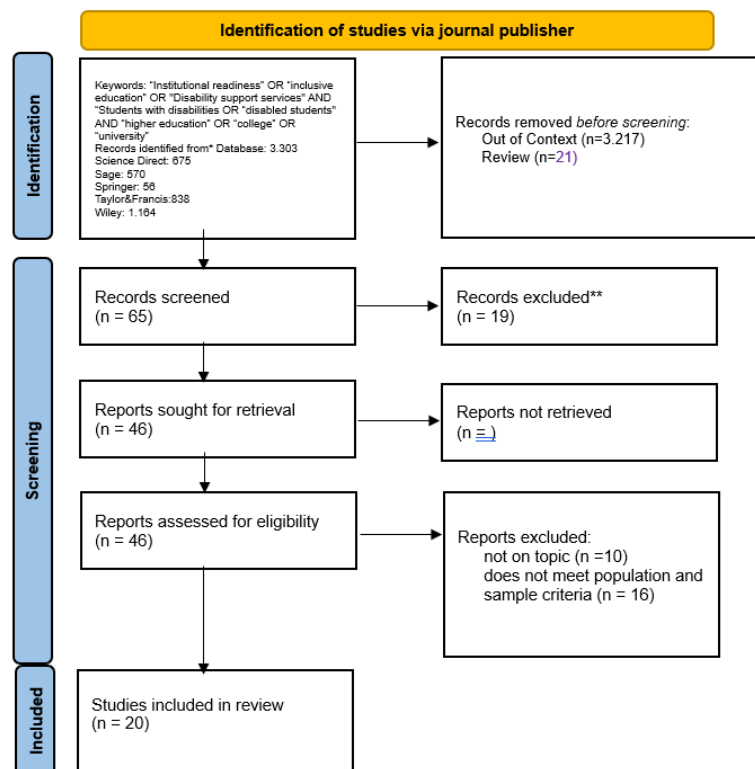 Identification of studies via journal publisher
Identification
Keywords: "Institutional readiness" OR "inclusive
education" OR "Disability support services" AND
"Students with disabilities OR "disabled students"
AND "higher education" OR "college" OR
"university"
Records identified from* Database: 3.303
Science Direct: 675
Sage: 570
Springer: 56
Taylor&Francis:838
Wiley: 1.164
Records removed before screening:
Out of Context (n=3.217)
Review (n=21)
Screening
Records screened
(n = 65)
Records excluded**
(n = 19)
Reports sought for retrieval
(n = 46)
Reports not retrieved
(n = )
Reports assessed for eligibility
(n = 46)
Reports excluded:
not on topic (n =10)
does not meet population and
sample criteria (n = 16)
Included
Studies included in review
(n = 20)